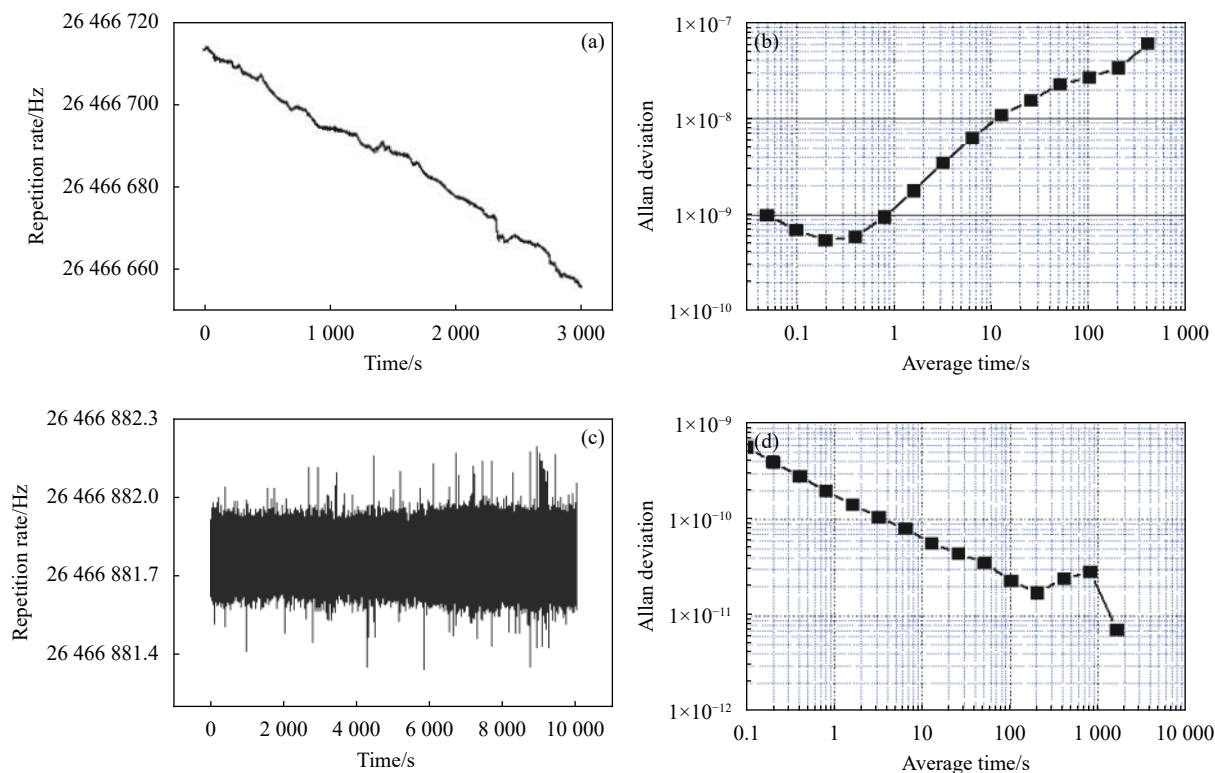 (a)
26 466 720
26 466 700
26 466 680
26 466 660
Repetition rate/Hz
0
1 000
2 000
3 000
Time/s
(b)
1×10⁻⁷
1×10⁻⁸
1×10⁻⁹
1×10⁻¹⁰
Allan deviation
0.1
1
10
100
1 000
Average time/s
(c)
26 466 882.3
26 466 882.0
26 466 881.7
26 466 881.4
Repetition rate/Hz
0
2 000
4 000
6 000
8 000
10 000
Time/s
(d)
1×10⁻⁹
1×10⁻¹⁰
1×10⁻¹¹
1×10⁻¹²
Allan deviation
0.1
1
10
100
1 000
10 000
Average time/s